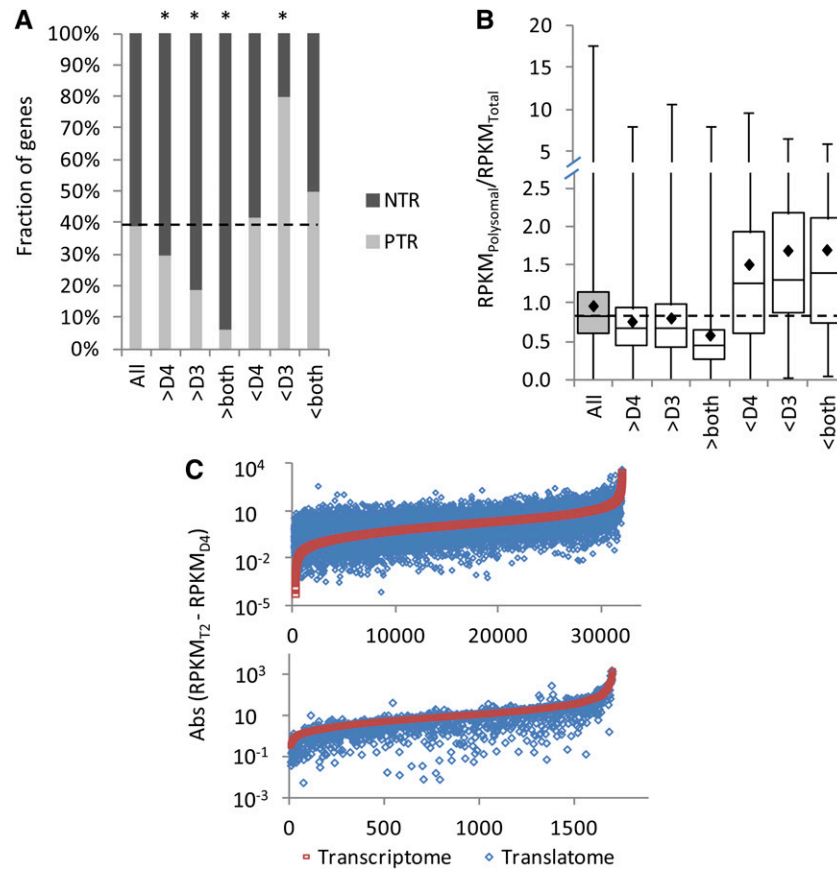 A
* * * *
100%
90%
80%
70%
60%
50%
40%
30%
20%
10%
0%
Fraction of genes
All >D4 >D3 >both <D4 <D3 <both
NTR
PTR
B
20
15
10
5
2.5
2.0
1.5
1.0
0.5
0.0
RPKMPolysomal/RPKMTotal
All >D4 >D3 >both <D4 <D3 <both
C
10^4
10
10^-2
10^-5
0 10000 20000 30000
Abs (RPKMT2 - RPKMD4)
10^3
10
10^-1
10^-3
0 500 1000 1500
Transcriptome Translatome